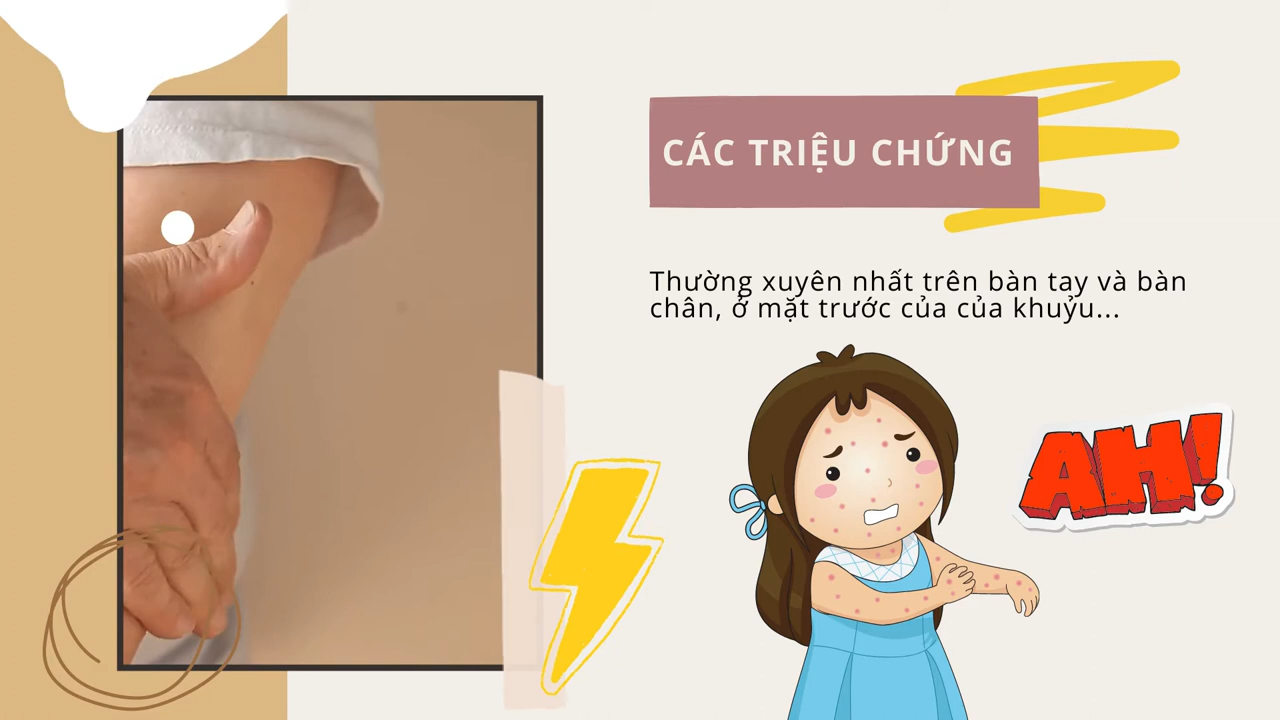 CÁC TRIỆU CHỨNG
Thường xuyên nhất trên bàn tay và bàn
chân, ở mặt trước của của khuỷu...
AH!